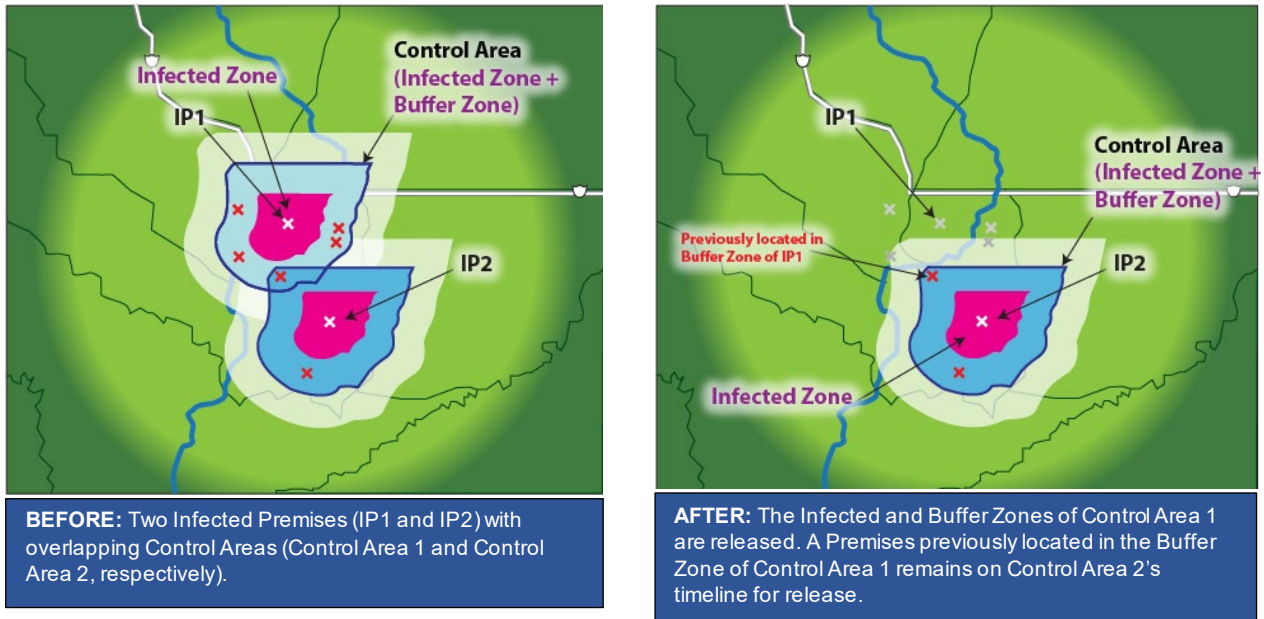 Infected Zone
IP1
Control Area
(Infected Zone +
Buffer Zone)
IP2
BEFORE: Two Infected Premises (IP1 and IP2) with
overlapping Control Areas (Control Area 1 and Control
Area 2, respectively).
IP1
Control Area
(Infected Zone +
Buffer Zone)
Previously located in
Buffer Zone of IP1
IP2
Infected Zone
AFTER: The Infected and Buffer Zones of Control Area 1
are released. A Premises previously located in the Buffer
Zone of Control Area 1 remains on Control Area 2's
timeline for release.